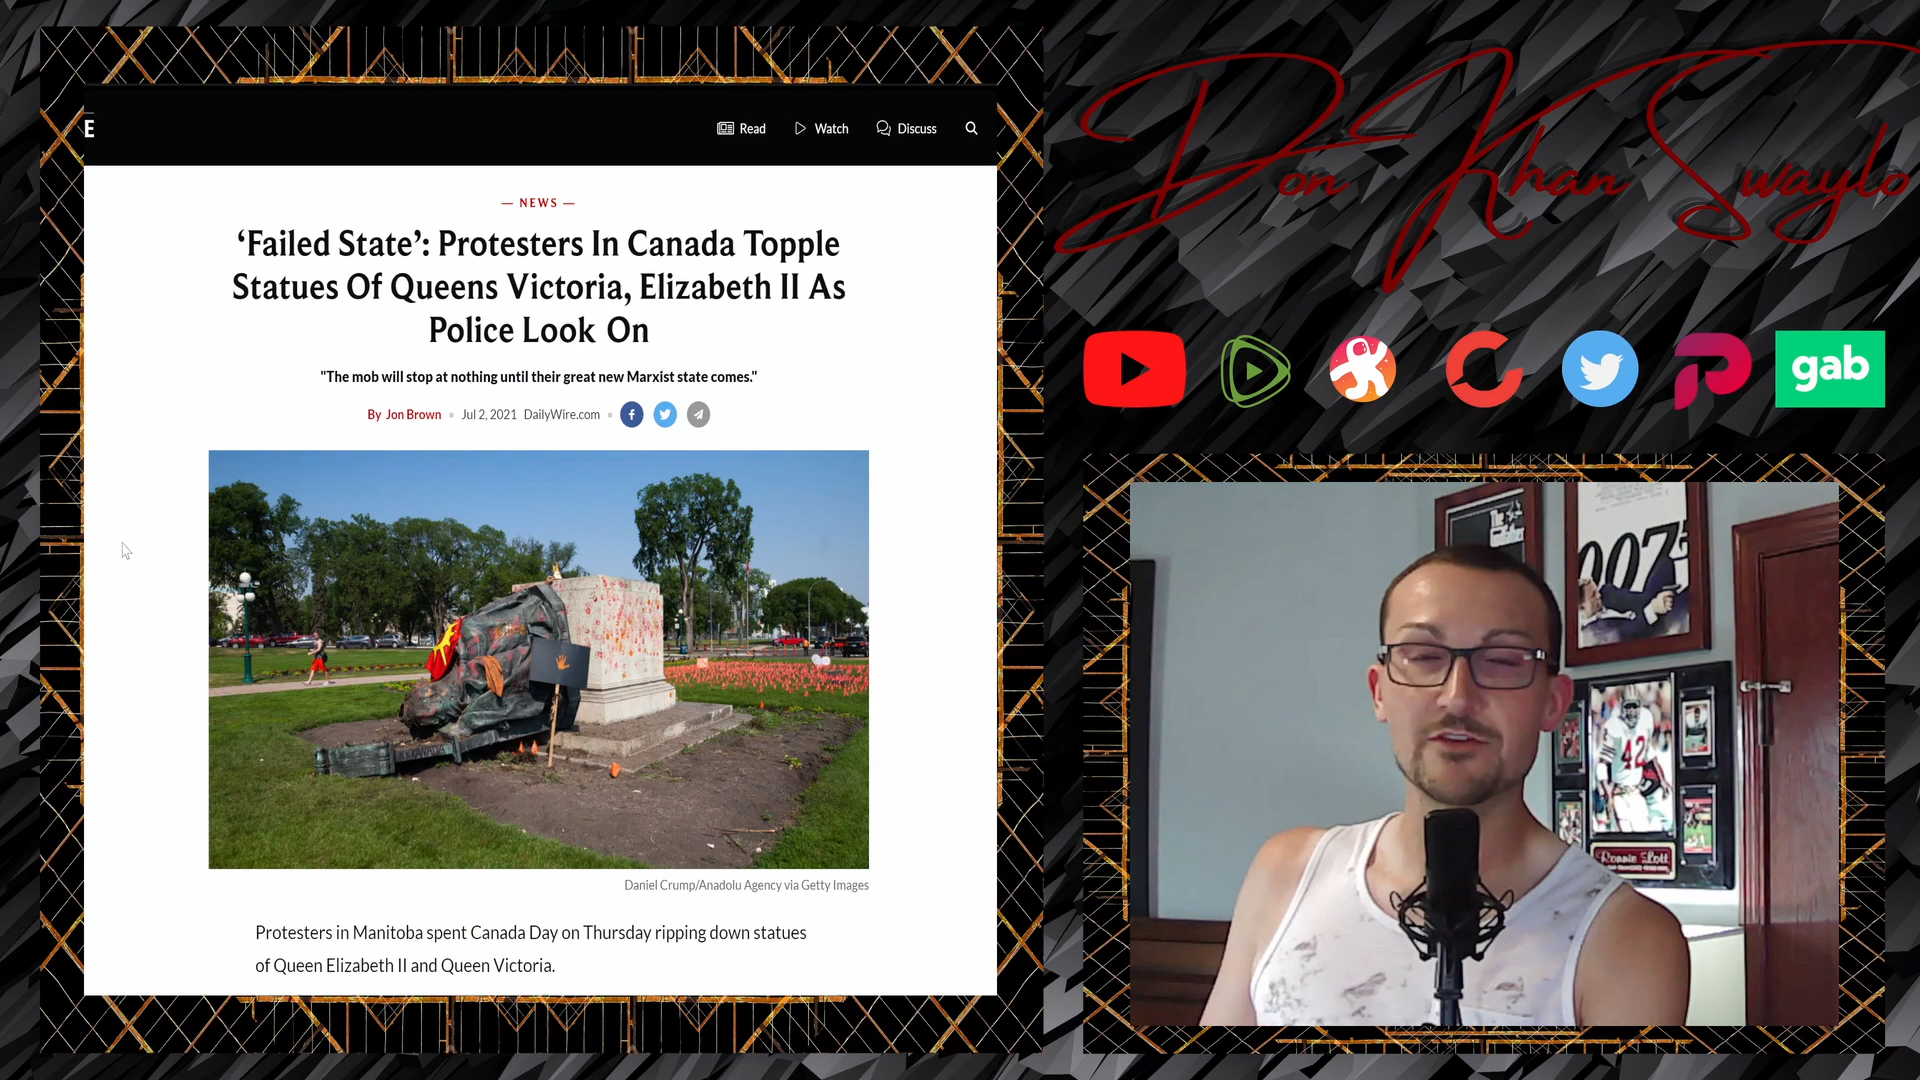 E
Read
Watch
Discuss
— NEWS —
‘Failed State’: Protesters In Canada Topple
Statues Of Queens Victoria, Elizabeth II As
Police Look On
"The mob will stop at nothing until their great new Marxist state comes."
By Jon Brown • Jul 2, 2021 DailyWire.com •
Daniel Crump/Anadolu Agency via Getty Images
Protesters in Manitoba spent Canada Day on Thursday ripping down statues
of Queen Elizabeth II and Queen Victoria.
Don Khan Swaylo
gab
The
007
42
Ronnie Lott